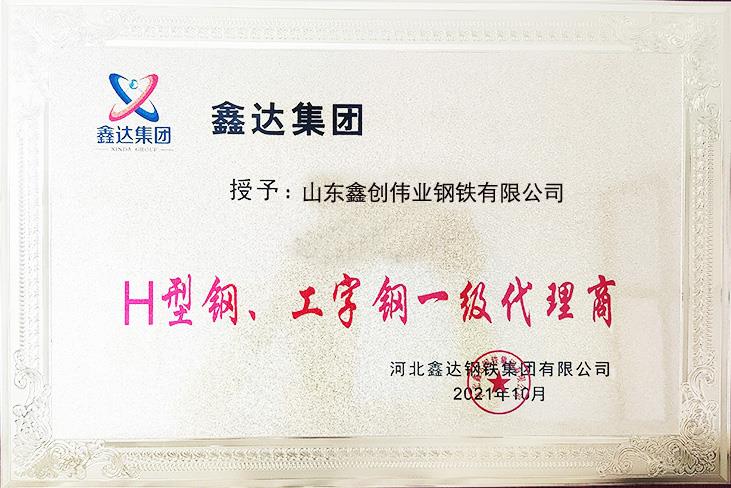 鑫达集团
XINDA GROUP
鑫达集团
授予：山东鑫创伟业钢铁有限公司
H型钢、工字钢一级代理商
河北鑫达钢铁集团有限公司
2021年10月